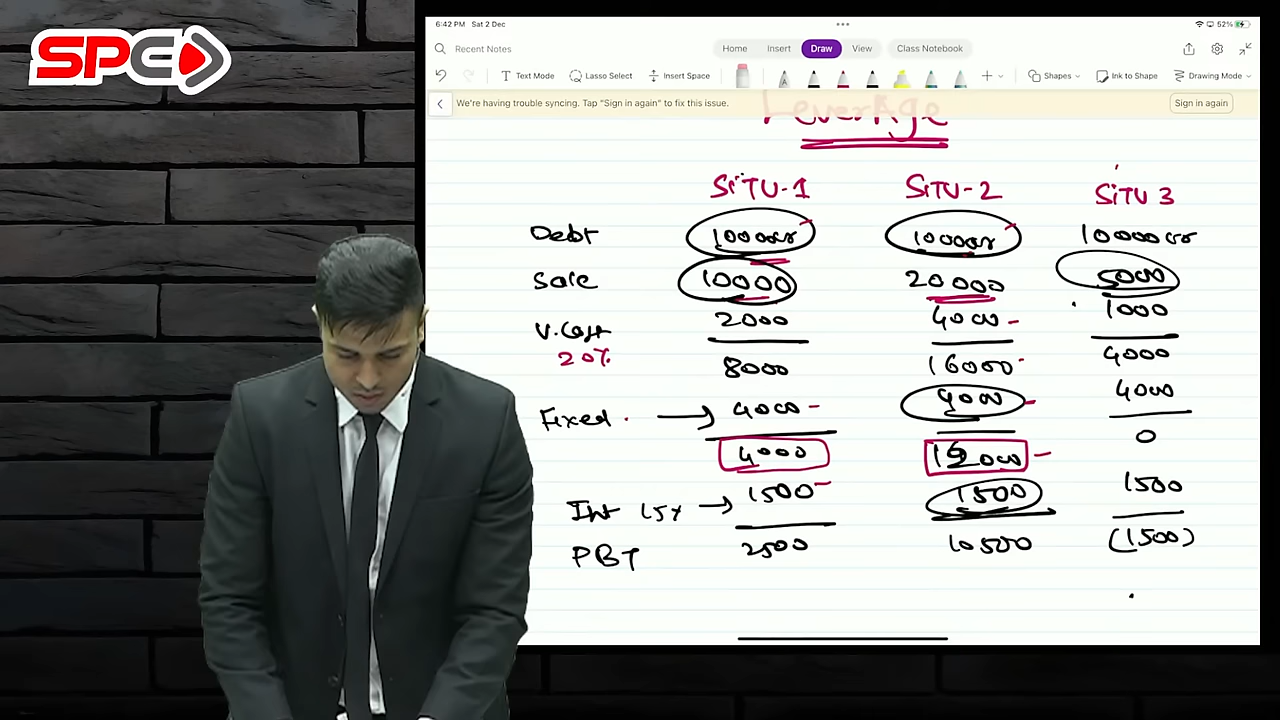 SPC
6:42 PM Sat 2 Dec
52%
Recent Notes
Home Insert Draw View Class Notebook
Text Mode Lasso Select Insert Space Shapes Ink to Shape Drawing Mode
We're having trouble syncing. Tap "Sign in again" to fix this issue. Sign in again
LeverAge
SiTU-1 SiTU-2 SiTU 3
Debt 10000cr 10000cr 10000cr
Sale 10000 20000 5000
V.Cost 2000 4000 1000
20% 8000 16000 4000
Fixed 4000 4000 4000
4000 12000 0
Int 15% 1500 1500 1500
PBT 2500 10500 (1500)